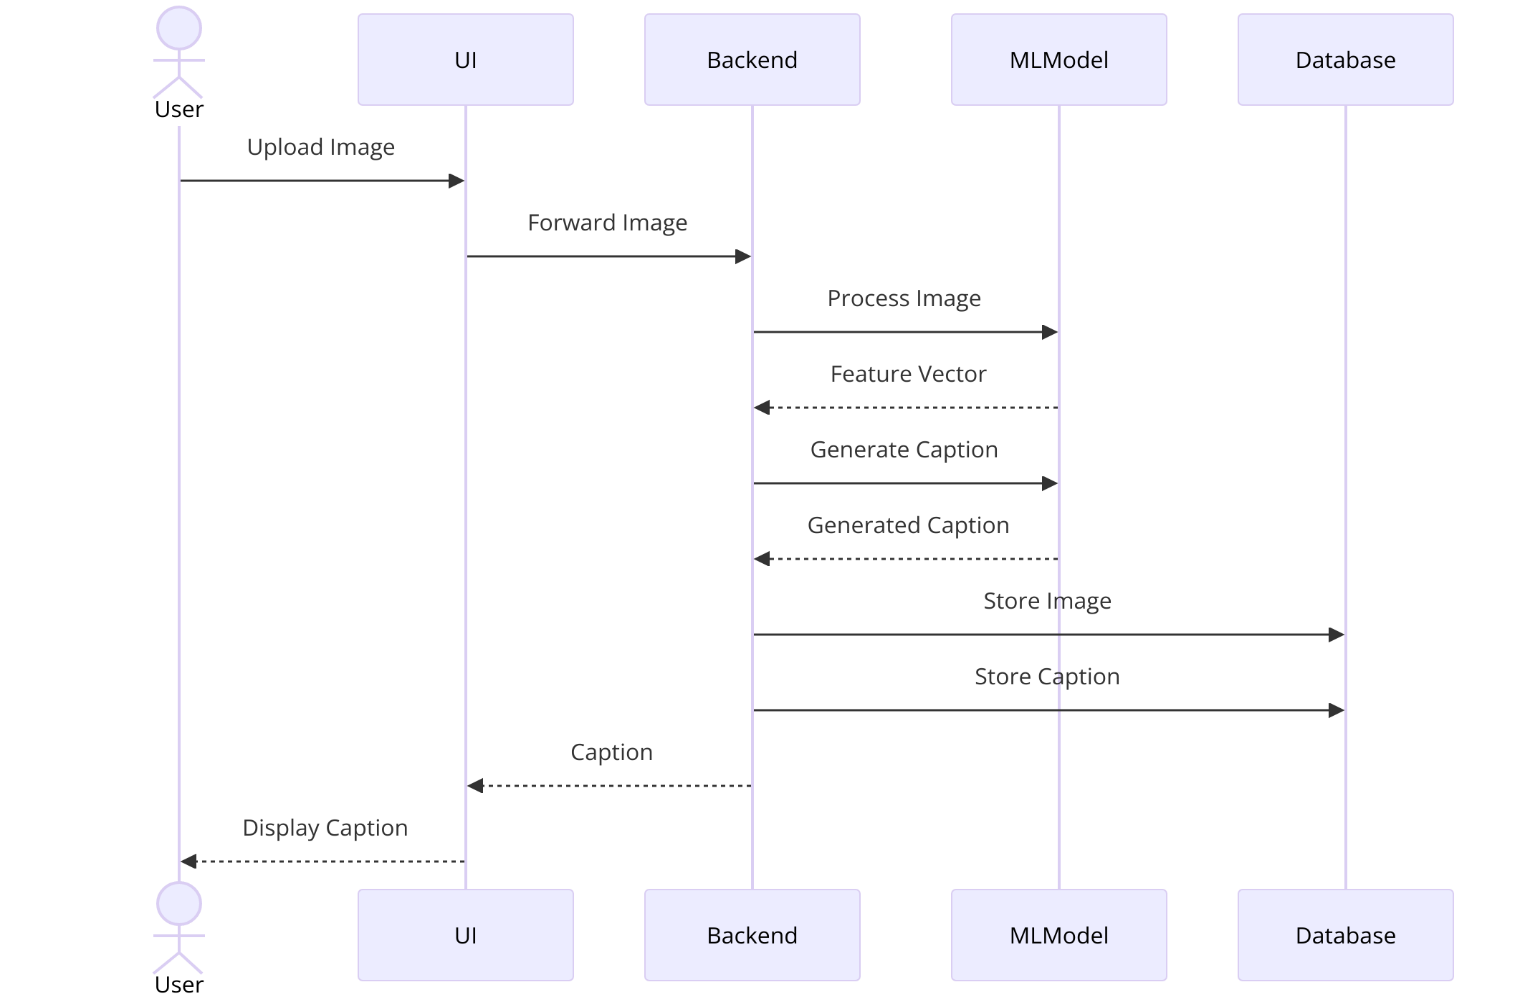 User
UI
Backend
MLModel
Database
Upload Image
Forward Image
Process Image
Feature Vector
Generate Caption
Generated Caption
Store Image
Store Caption
Caption
Display Caption
User
UI
Backend
MLModel
Database